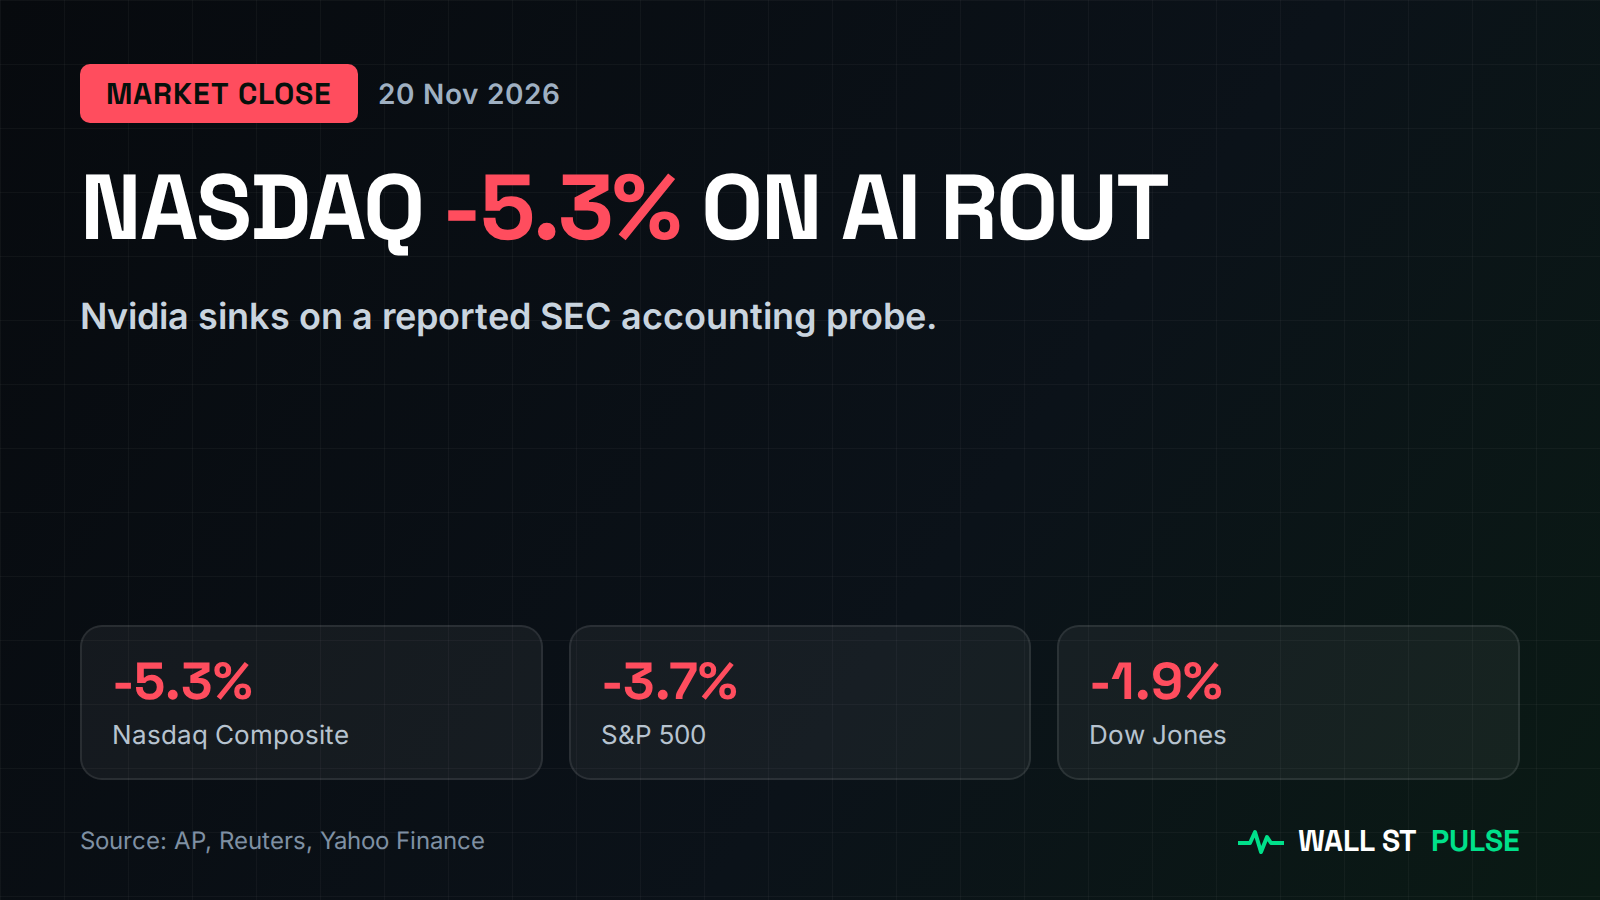 MARKET CLOSE 20 Nov 2026
NASDAQ -5.3% ON AI ROUT
Nvidia sinks on a reported SEC accounting probe.
-5.3%
Nasdaq Composite
-3.7%
S&P 500
-1.9%
Dow Jones
Source: AP, Reuters, Yahoo Finance
WALL ST PULSE